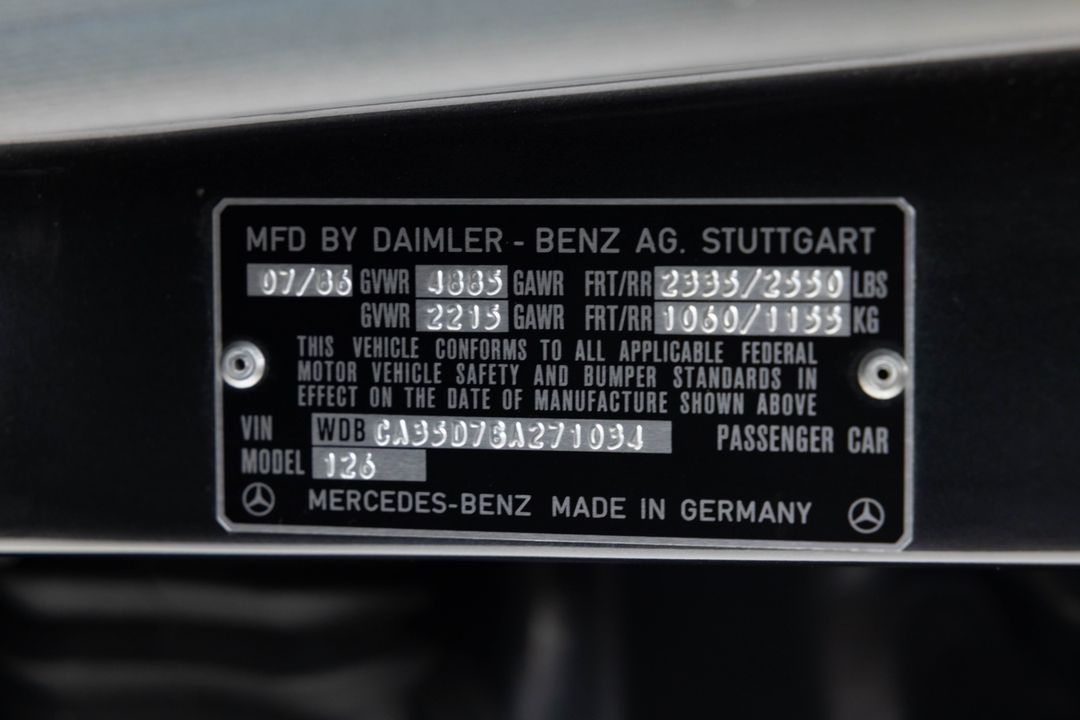 MFD BY DAIMLER - BENZ AG. STUTTGART
07/86 GVWR 4885 GAWR FRT/RR 2335/2550 LBS
GVWR 2215 GAWR FRT/RR 1060/1155 KG
THIS VEHICLE CONFORMS TO ALL APPLICABLE FEDERAL
MOTOR VEHICLE SAFETY AND BUMPER STANDARDS IN
EFFECT ON THE DATE OF MANUFACTURE SHOWN ABOVE
VIN WDB CA35D7GA271034 PASSENGER CAR
MODEL 126
MERCEDES-BENZ MADE IN GERMANY